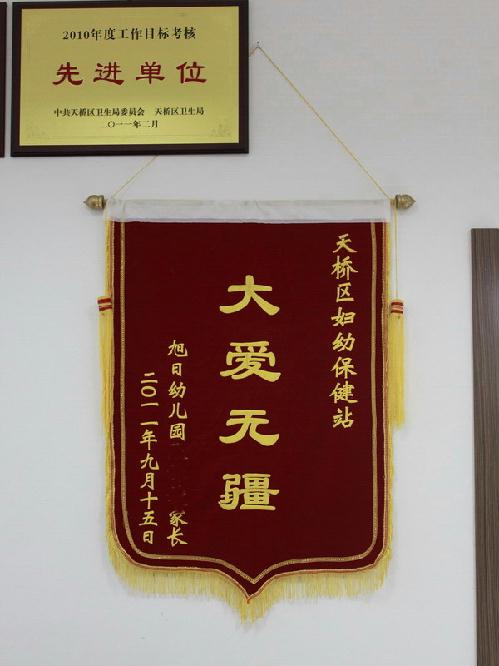 2010年度工作目标考核
先进单位
中共天桥区卫生局委员会 天桥区卫生局
二〇一一年二月
天桥区妇幼保健站
大爱无疆
旭日幼儿园 家长
二〇一一年九月十五日